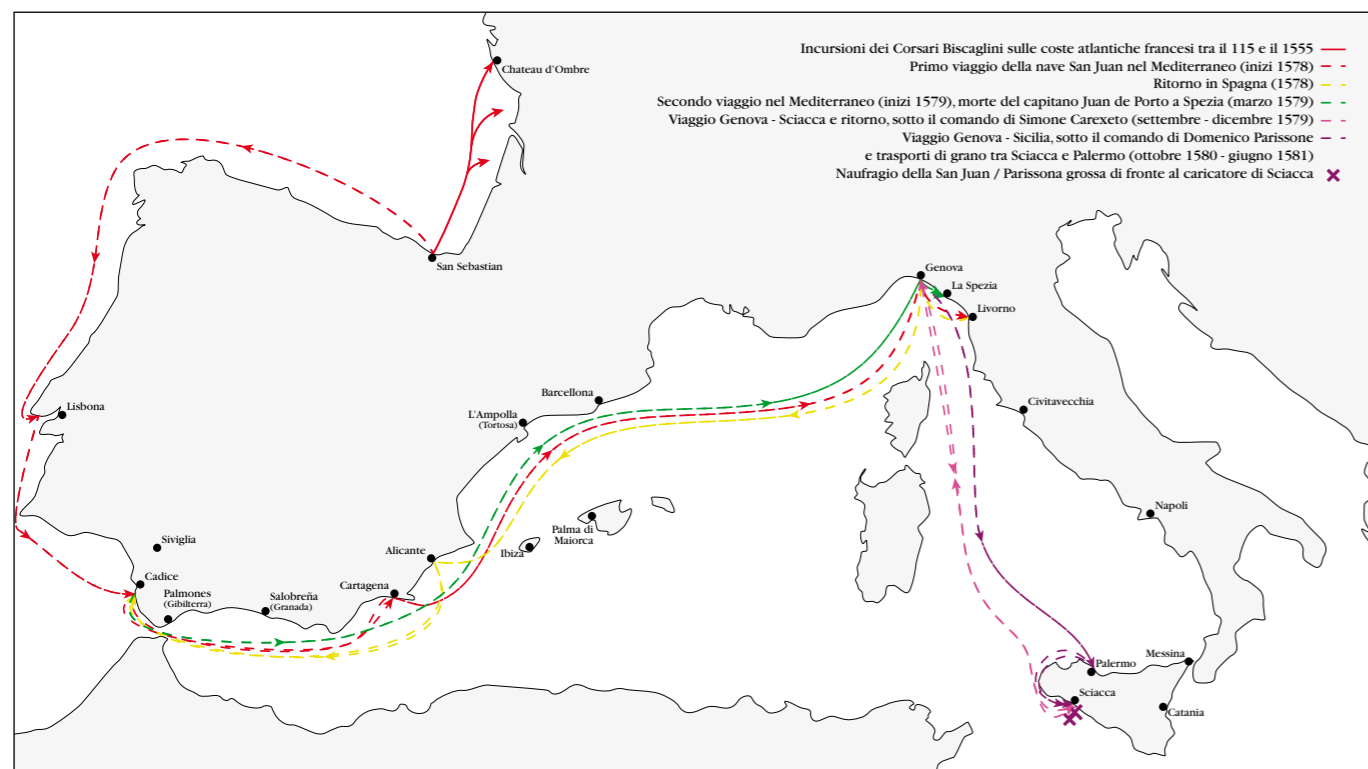 Incursioni dei Corsari Biscaglini sulle coste atlantiche francesi tra il 115 e il 1555
Primo viaggio della nave San Juan nel Mediterraneo (inizi 1578)
Ritorno in Spagna (1578)
Secondo viaggio nel Mediterraneo (inizi 1579), morte del capitano Juan de Porto a Spezia (marzo 1579)
Viaggio Genova - Sciacca e ritorno, sotto il comando di Simone Carexeto (settembre - dicembre 1579)
Viaggio Genova - Sicilia, sotto il comando di Domenico Parissone
e trasporti di grano tra Sciacca e Palermo (ottobre 1580 - giugno 1581)
Naufragio della San Juan / Parissona grossa di fronte al caricatore di Sciacca
Chateau d'Ombre
San Sebastian
Genova
La Spezia
Livorno
Barcellona
Lisbona
L'Ampolla
(Tortosa)
Civitavecchia
Napoli
Palma di
Maiorca
Siviglia
Alicante
Ibiza
Cadice
Cartagena
Palmones
(Gibilterra)
Salobreña
(Granada)
Messina
Palermo
Sciacca
Catania